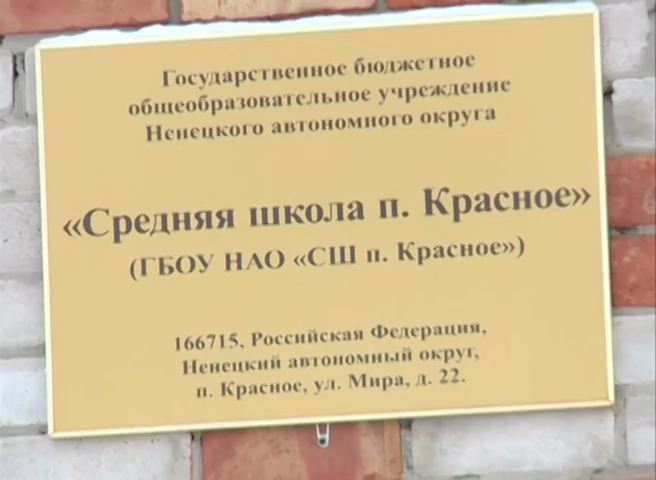 Государственное бюджетное
общеобразовательное учреждение
Ненецкого автономного округа
«Средняя школа п. Красное»
(ГБОУ НАО «СШ п. Красное»)
166715, Российская Федерация,
Ненецкий автономный округ,
п. Красное, ул. Мира, д. 22.